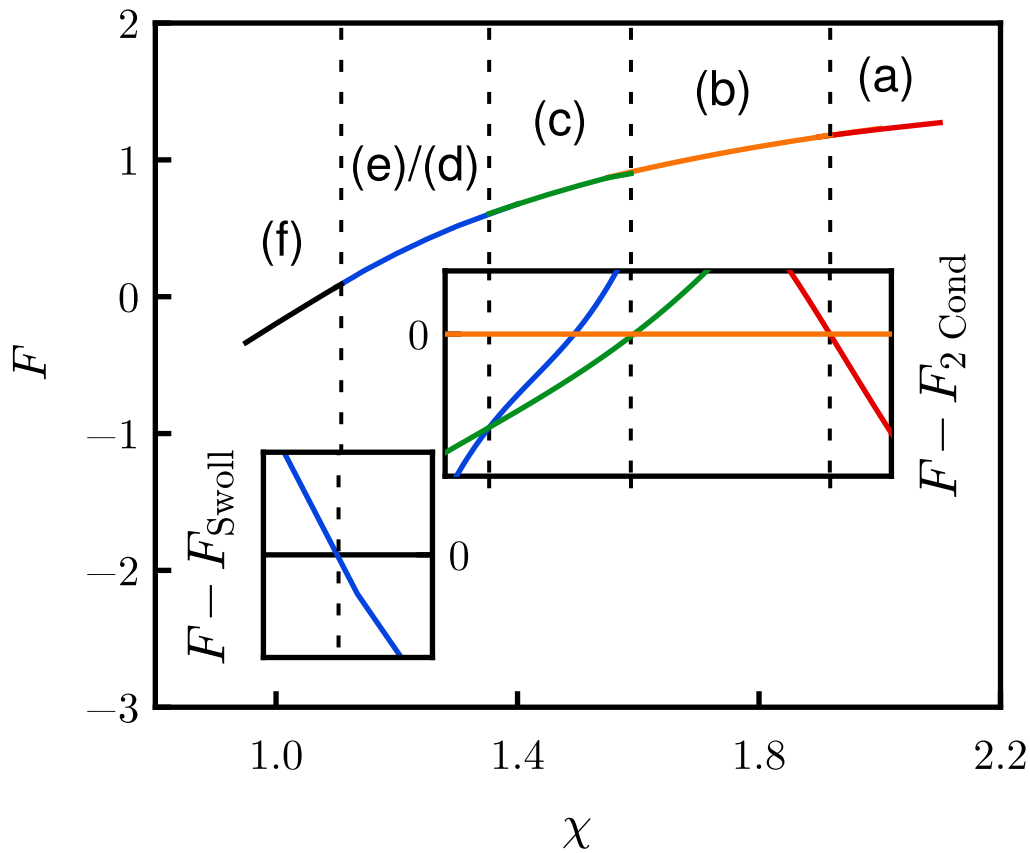 2
1
0
−1
−2
−3
F
(a)
(b)
(c)
(e)/(d)
(f)
0
F − F2 Cond
F − FSwoll
0
1.0
1.4
1.8
2.2
χ